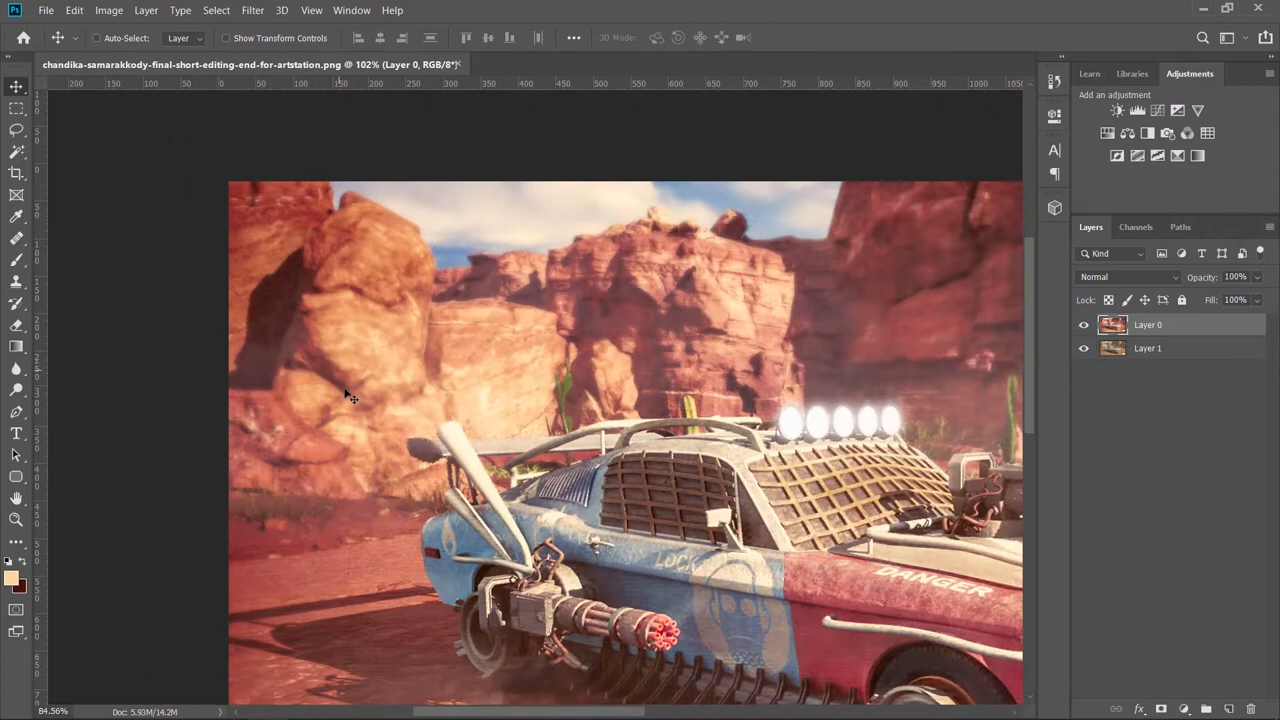 Ps File Edit Image Layer Type Select Filter 3D View Window Help
Auto-Select: Layer Show Transform Controls 3D Mode:
chandika-samarakkody-final-short-editing-end-for-artstation.png @ 102% (Layer 0, RGB/8*)
200 150 100 50 0 50 100 150 200 250 300 350 400 450 500 550 600 650 700 750 800 850 900 950 1000 1050
Learn Libraries Adjustments
Add an adjustment
Layers Channels Paths
Kind
Normal Opacity: 100%
Lock: Fill: 100%
Layer 0
Layer 1
LOCK
DANGER
84.56% Doc: 5.93M/14.2M